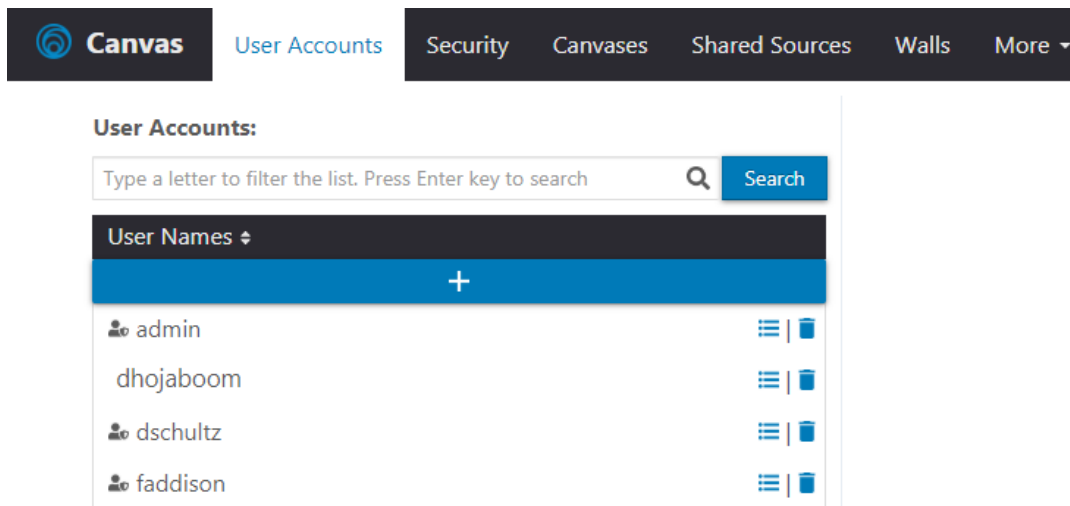 Canvas User Accounts Security Canvases Shared Sources Walls More
User Accounts:
Type a letter to filter the list. Press Enter key to search Search
User Names
+
admin |
dhojaboom |
dschultz |
faddison |